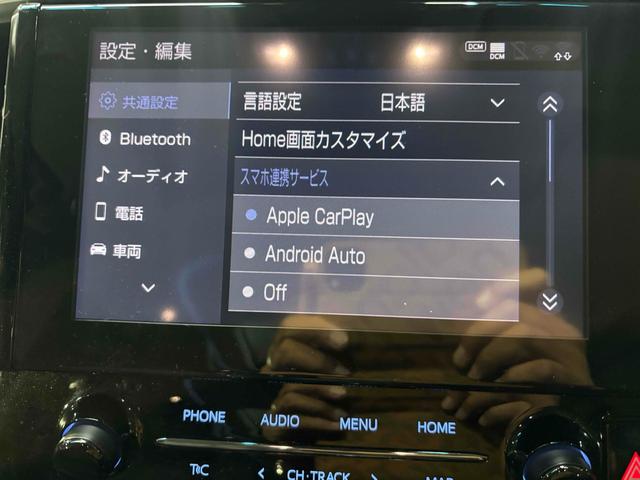 設定・編集
DCM
DCM
共通設定
Bluetooth
オーディオ
電話
車両
言語設定 日本語
Home画面カスタマイズ
スマホ連携サービス
Apple CarPlay
Android Auto
Off
PHONE AUDIO MENU HOME
T&C < CH・TRACK > MAP